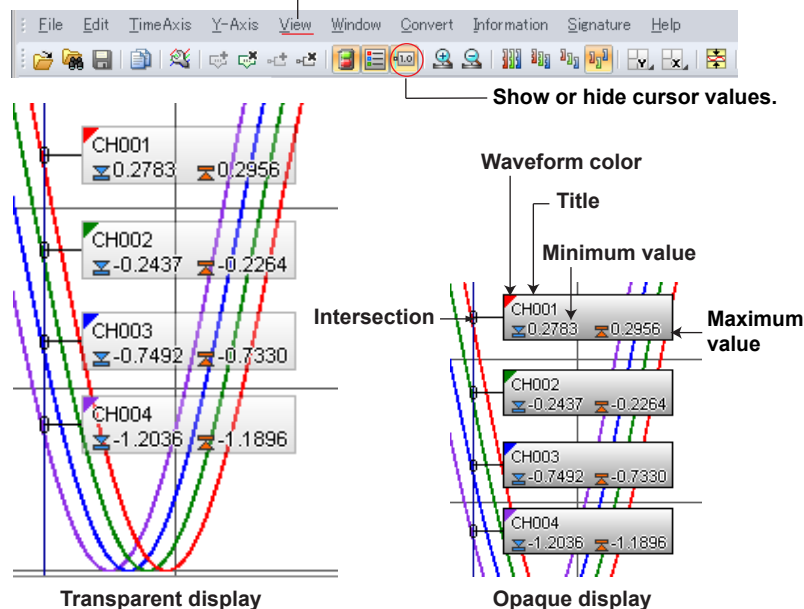 File Edit TimeAxis Y-Axis View Window Convert Information Signature Help
1.0 Y X
Show or hide cursor values.
CH001
0.2783 0.2956
CH002
-0.2437 -0.2264
CH003
-0.7492 -0.7330
CH004
-1.2036 -1.1896
Transparent display
Waveform color
Title
Minimum value
Intersection
Maximum
value
CH001
0.2783 0.2956
CH002
-0.2437 -0.2264
CH003
-0.7492 -0.7330
CH004
-1.2036 -1.1896
Opaque display